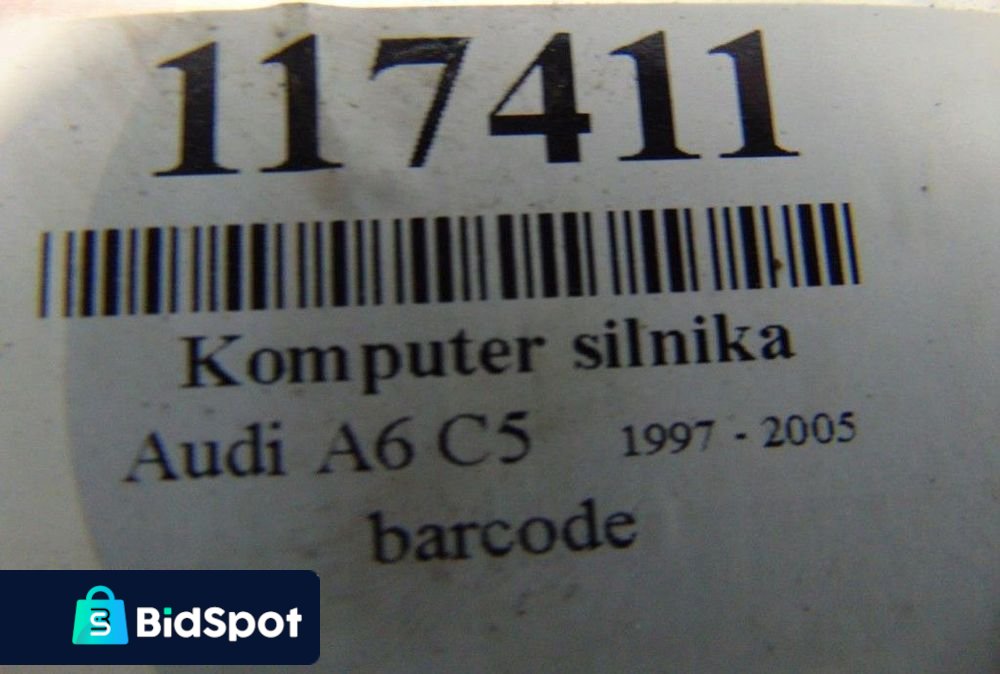 117411
Komputer silnika
Audi A6 C5 1997 - 2005
barcode
BidSpot